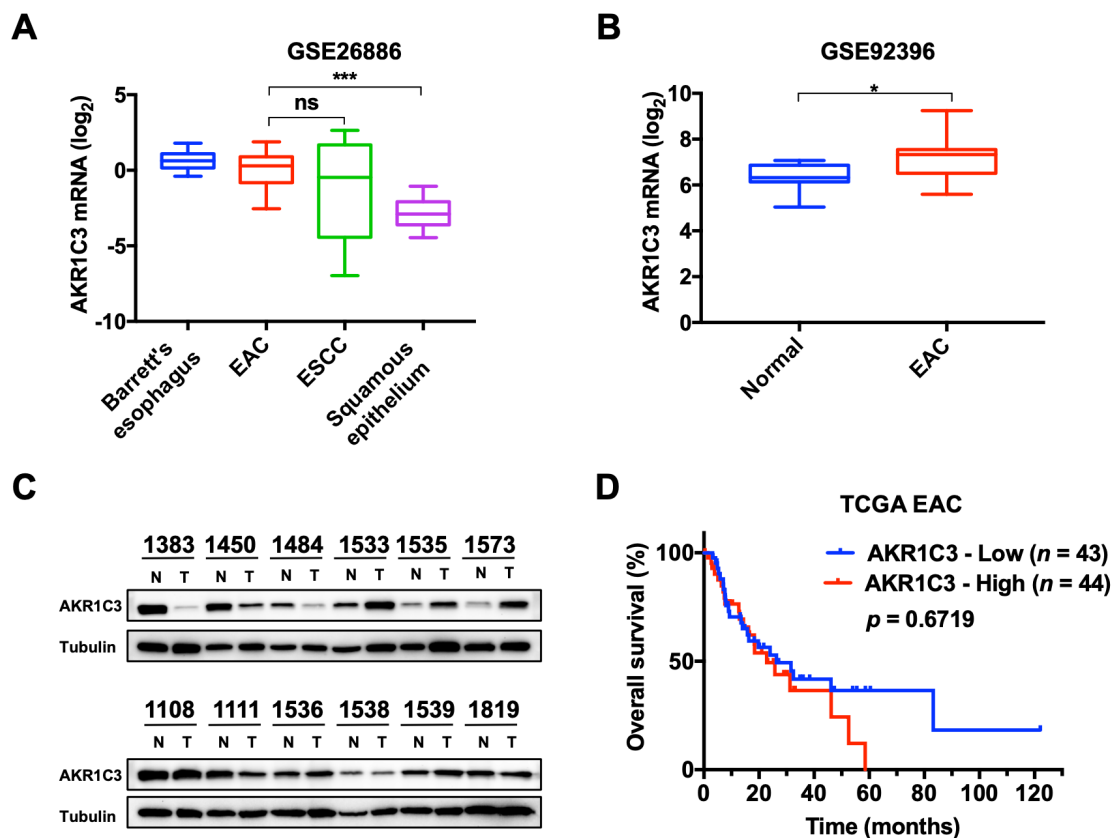 A
GSE26886
***
ns
AKR1C3 mRNA (log2)
5
0
-5
-10
Barrett's
esophagus
EAC
ESCC
Squamous
epithelium
B
GSE92396
*
AKR1C3 mRNA (log2)
10
8
6
4
2
0
Normal
EAC
C
1383 1450 1484 1533 1535 1573
N T N T N T N T N T N T
AKR1C3
Tubulin
1108 1111 1536 1538 1539 1819
N T N T N T N T N T N T
AKR1C3
Tubulin
D
TCGA EAC
AKR1C3 - Low (n = 43)
AKR1C3 - High (n = 44)
p = 0.6719
Overall survival (%)
100
50
0
0 20 40 60 80 100 120
Time (months)